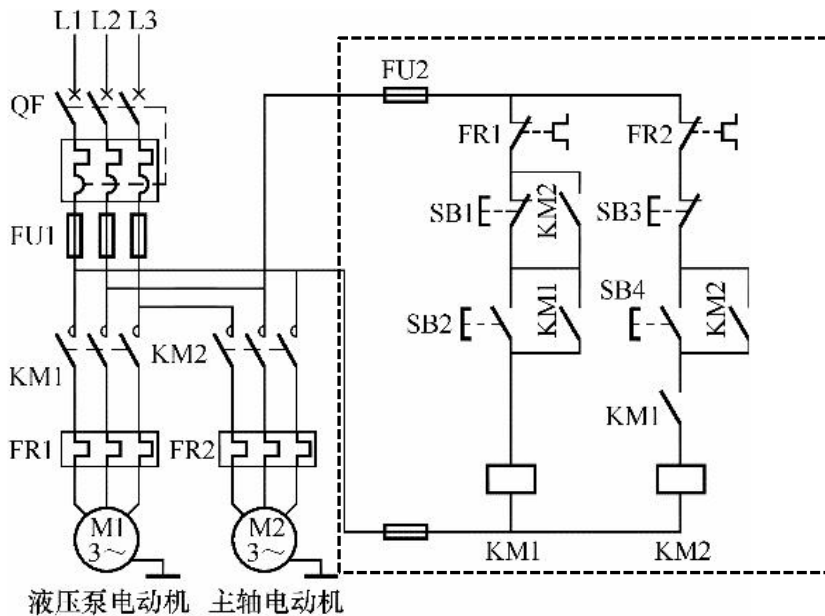 L1 L2 L3
FU2
QF
FR1
FR2
SB1
KM2
SB3
FU1
SB2
KM1
SB4
KM2
KM1
KM2
KM1
FR1
FR2
M1
3～
M2
3～
KM1
KM2
液压泵电动机
主轴电动机